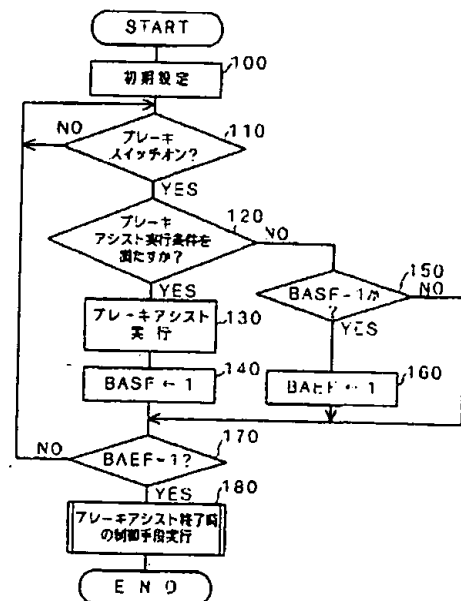 START
100
初期設定
NO
110
ブレーキ
スイッチオン?
YES
120
ブレーキ
アシスト実行条件を
満たすか?
NO
YES
130
ブレーキアシスト
実 行
140
BASF ← 1
150
BASF=1か
?
NO
YES
160
BAEF ← 1
170
NO
BAEF=1?
YES
180
ブレーキアシスト終了時
の制御手段実行
END